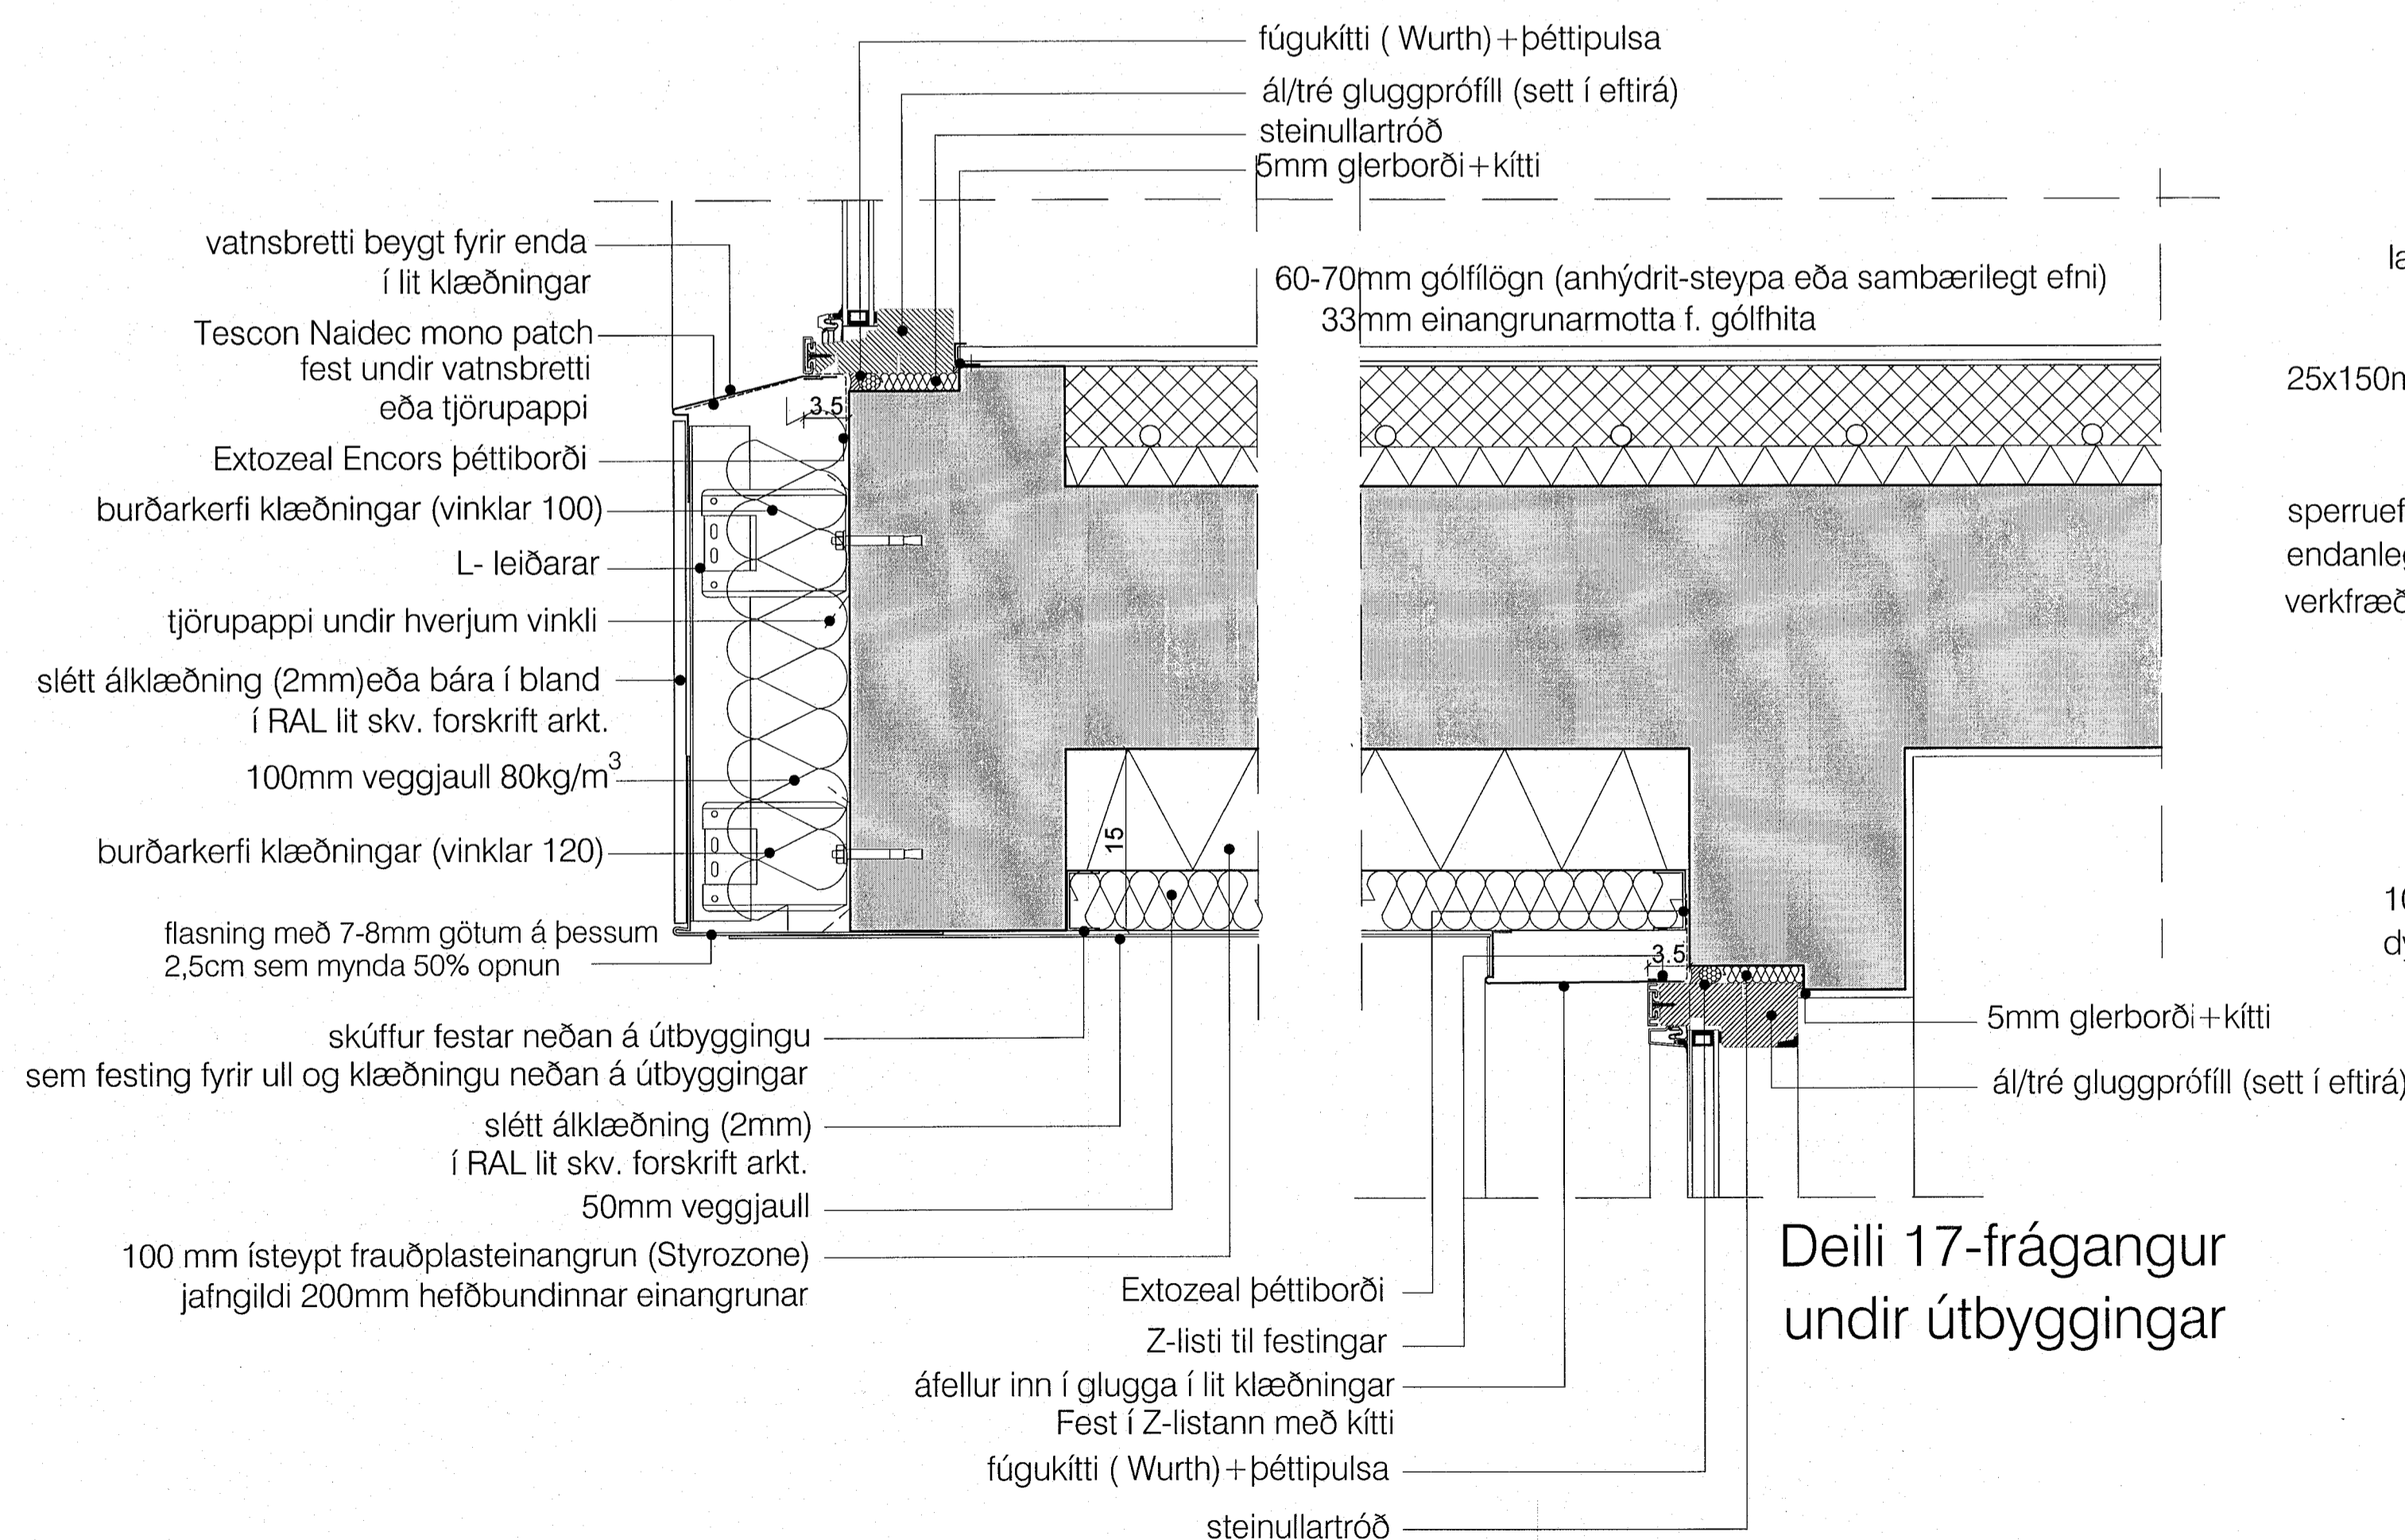 fúgukítti ( Wurth)+þéttipulsa
ál/tré gluggprófíll (sett í eftirá)
steinullartróð
5mm glerborði+kítti
vatnsbretti beygt fyrir enda
í lit klæðningar
Tescon Naidec mono patch
fest undir vatnsbretti
eða tjörupappi
Extozeal Encors þéttiborði
burðarkerfi klæðningar (vinklar 100)
L- leiðarar
tjörupappi undir hverjum vinkli
slétt álklæðning (2mm)eða bára í bland
í RAL lit skv. forskrift arkt.
100mm veggjaull 80kg/m³
burðarkerfi klæðningar (vinklar 120)
flasning með 7-8mm götum á þessum
2,5cm sem mynda 50% opnun
60-70mm gólfílögn (anhýdrit-steypa eða sambærilegt efni)
33mm einangrunarmotta f. gólfhita
3.5
15
3.5
skúffur festar neðan á útbyggingu
sem festing fyrir ull og klæðningu neðan á útbyggingar
slétt álklæðning (2mm)
í RAL lit skv. forskrift arkt.
50mm veggjaull
100 mm ísteypt frauðplasteinangrun (Styrozone)
jafngildi 200mm hefðbundinnar einangrunar
Extozeal þéttiborði
Z-listi til festingar
áfellur inn í glugga í lit klæðningar
Fest í Z-listann með kítti
fúgukítti ( Wurth)+þéttipulsa
steinullartróð
5mm glerborði+kítti
ál/tré gluggprófíll (sett í eftirá)
Deili 17-frágangur
undir útbyggingar
25x150m
sperruef
endanleg
verkfræð